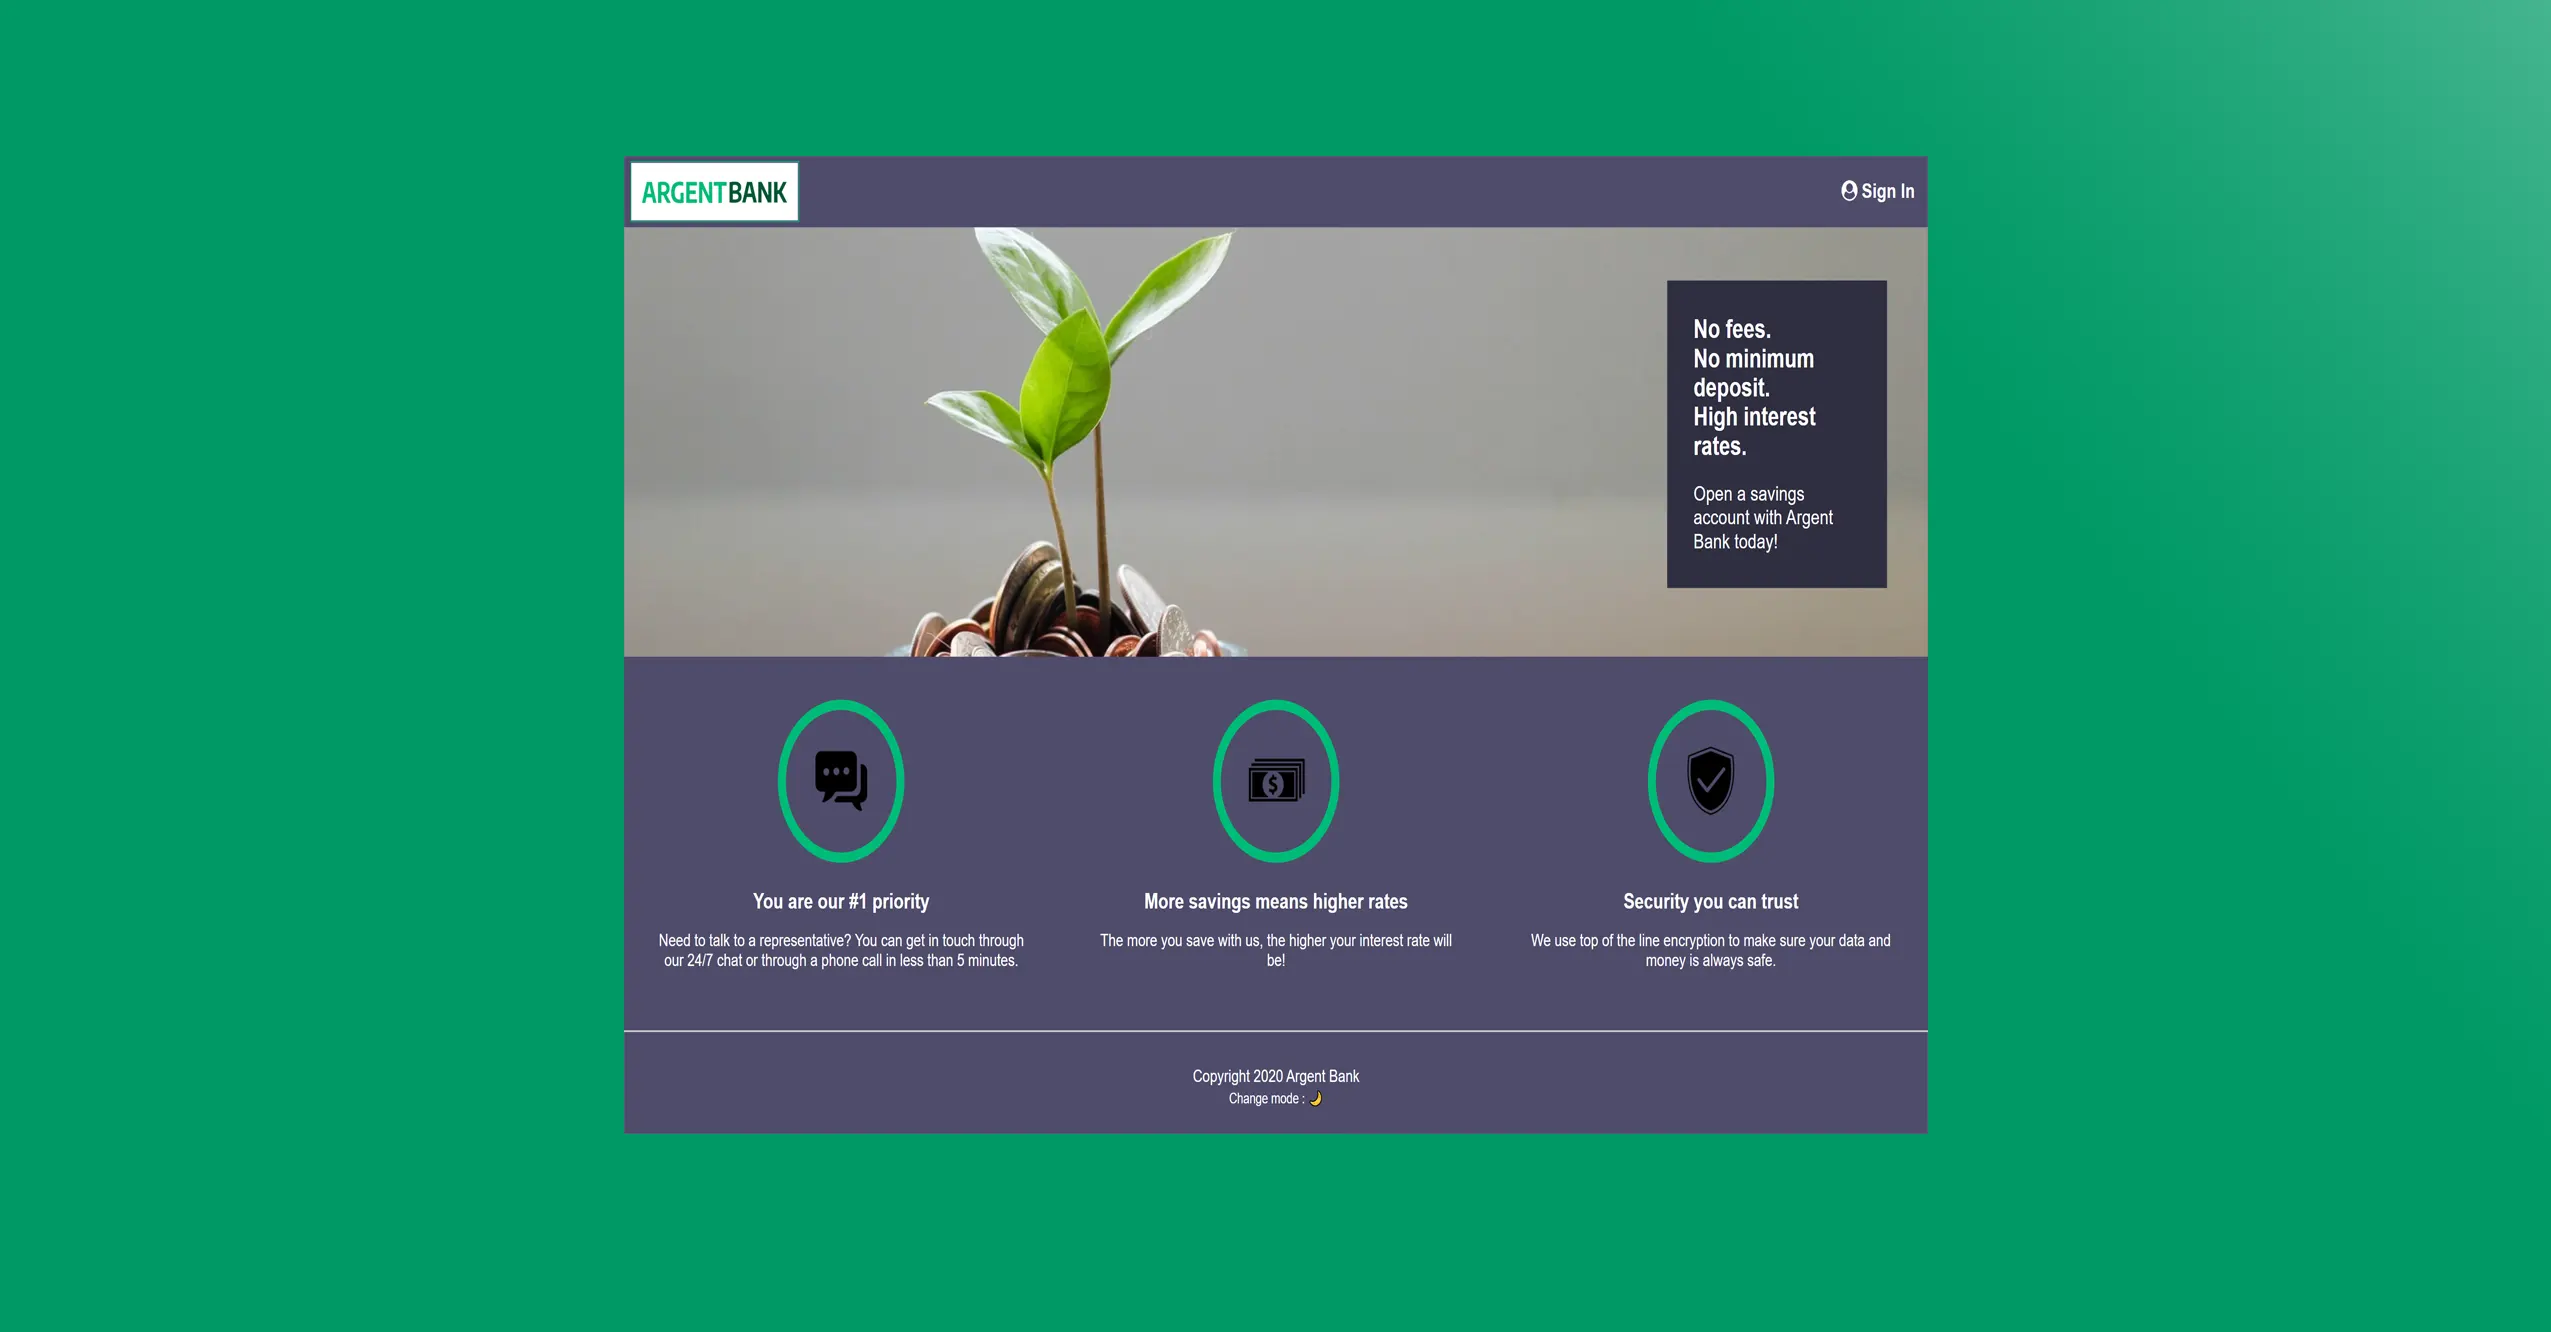 ARGENTBANK
Sign In
No fees.
No minimum
deposit.
High interest
rates.
Open a savings
account with Argent
Bank today!
You are our #1 priority
Need to talk to a representative? You can get in touch through
our 24/7 chat or through a phone call in less than 5 minutes.
More savings means higher rates
The more you save with us, the higher your interest rate will
be!
Security you can trust
We use top of the line encryption to make sure your data and
money is always safe.
Copyright 2020 Argent Bank
Change mode : 🌙